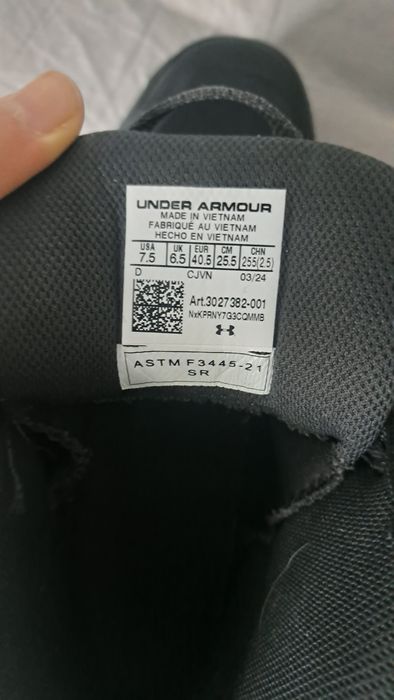 UNDER ARMOUR
MADE IN VIETNAM
FABRIQUÉ AU VIETNAM
HECHO EN VIETNAM
USA UK EUR CM CHN
7.5 6.5 40.5 25.5 255(2.5)
D CJVN 03/24
Art.3027382-001
NxKPRNY7G3CQMMB
ASTM F3445-21
SR